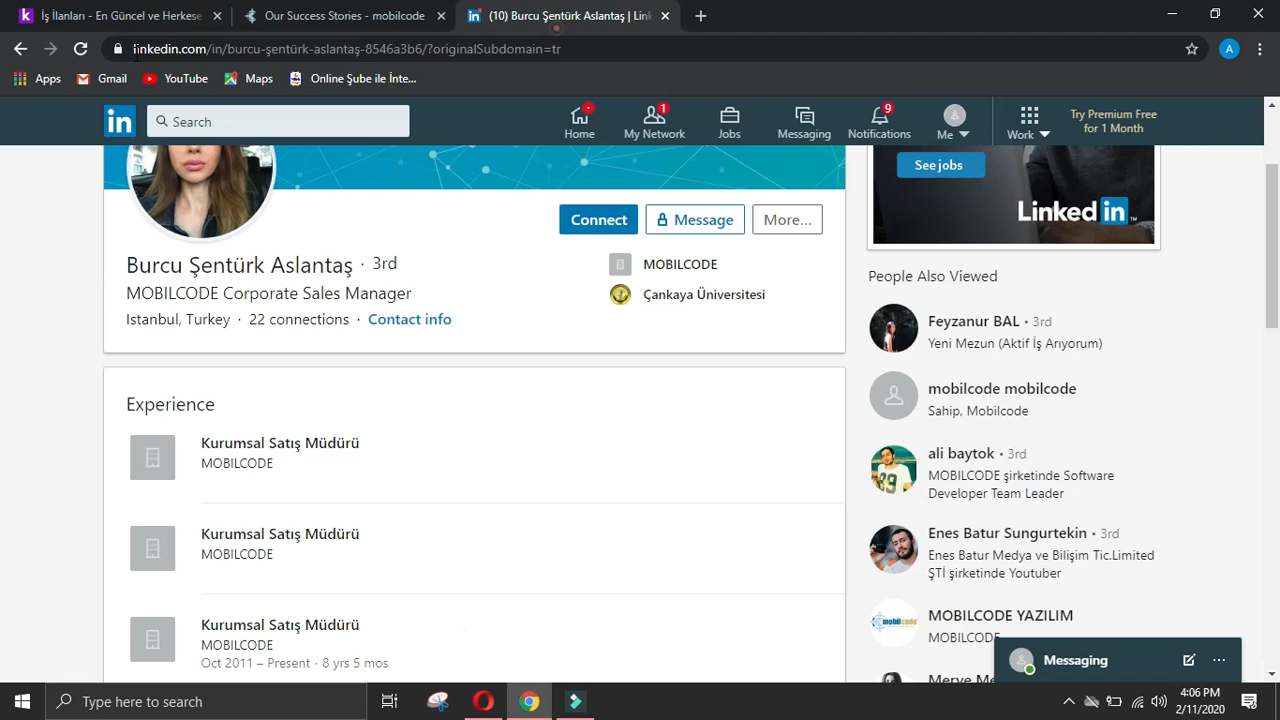 İş İlanları - En Güncel ve Herkese
Our Success Stories - mobilcode
(10) Burcu Şentürk Aslantaş | Link
linkedin.com/in/burcu-şentürk-aslantaş-8546a3b6/?originalSubdomain=tr
A
Apps
Gmail
YouTube
Maps
Online Şube ile İnte...
in
Search
Home
1
My Network
Jobs
Messaging
9
Notifications
Me
Work
Try Premium Free
for 1 Month
See jobs
Linked in
Connect
Message
More...
Burcu Şentürk Aslantaş · 3rd
MOBILCODE Corporate Sales Manager
Istanbul, Turkey · 22 connections · Contact info
MOBILCODE
Çankaya Üniversitesi
Experience
Kurumsal Satış Müdürü
MOBILCODE
Kurumsal Satış Müdürü
MOBILCODE
Kurumsal Satış Müdürü
MOBILCODE
Oct 2011 – Present · 8 yrs 5 mos
People Also Viewed
Feyzanur BAL • 3rd
Yeni Mezun (Aktif İş Arıyorum)
mobilcode mobilcode
Sahip, Mobilcode
ali baytok • 3rd
MOBILCODE şirketinde Software
Developer Team Leader
Enes Batur Sungurtekin • 3rd
Enes Batur Medya ve Bilişim Tic.Limited
ŞTİ şirketinde Youtuber
mobilcode
MOBILCODE YAZILIM
MOBILCODE
Messaging
Type here to search
4:06 PM
2/11/2020